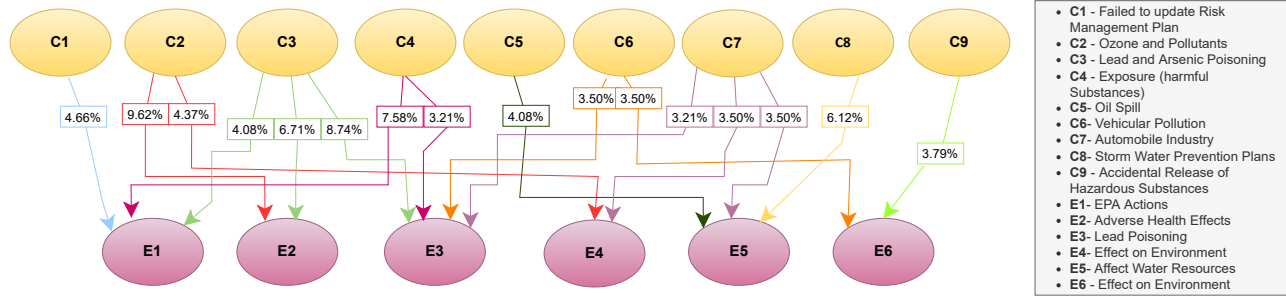 C1 C2 C3 C4 C5 C6 C7 C8 C9
3.50% 3.50%
4.66% 9.62% 4.37% 7.58% 3.21% 4.08% 3.21% 3.50% 3.50% 6.12%
4.08% 6.71% 8.74%
3.79%
E1 E2 E3 E4 E5 E6
• C1 - Failed to update Risk
Management Plan
• C2 - Ozone and Pollutants
• C3 - Lead and Arsenic Poisoning
• C4 - Exposure (harmful
Substances)
• C5- Oil Spill
• C6- Vehicular Pollution
• C7- Automobile Industry
• C8- Storm Water Prevention Plans
• C9 - Accidental Release of
Hazardous Substances
• E1- EPA Actions
• E2- Adverse Health Effects
• E3- Lead Poisoning
• E4- Effect on Environment
• E5- Affect Water Resources
• E6 - Effect on Environment